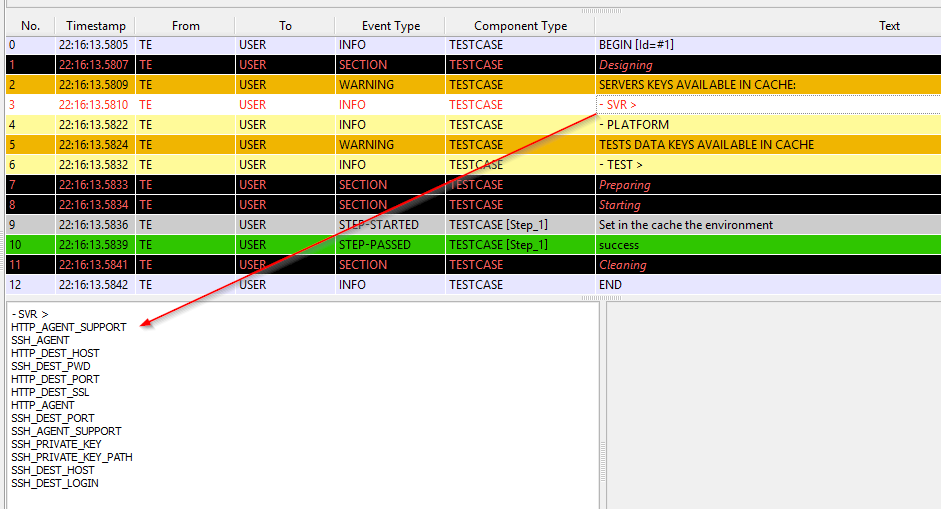 No. Timestamp From To Event Type Component Type Text
0 22:16:13.5805 TE USER INFO TESTCASE BEGIN [Id=#1]
1 22:16:13.5807 TE USER SECTION TESTCASE Designing
2 22:16:13.5809 TE USER WARNING TESTCASE SERVERS KEYS AVAILABLE IN CACHE:
3 22:16:13.5810 TE USER INFO TESTCASE - SVR >
4 22:16:13.5822 TE USER INFO TESTCASE - PLATFORM
5 22:16:13.5824 TE USER WARNING TESTCASE TESTS DATA KEYS AVAILABLE IN CACHE
6 22:16:13.5832 TE USER INFO TESTCASE - TEST >
7 22:16:13.5833 TE USER SECTION TESTCASE Preparing
8 22:16:13.5834 TE USER SECTION TESTCASE Starting
9 22:16:13.5836 TE USER STEP-STARTED TESTCASE [Step_1] Set in the cache the environment
10 22:16:13.5839 TE USER STEP-PASSED TESTCASE [Step_1] success
11 22:16:13.5841 TE USER SECTION TESTCASE Cleaning
12 22:16:13.5842 TE USER INFO TESTCASE END
- SVR >
HTTP_AGENT_SUPPORT
SSH_AGENT
HTTP_DEST_HOST
SSH_DEST_PWD
HTTP_DEST_PORT
HTTP_DEST_SSL
HTTP_AGENT
SSH_DEST_PORT
SSH_AGENT_SUPPORT
SSH_PRIVATE_KEY
SSH_PRIVATE_KEY_PATH
SSH_DEST_HOST
SSH_DEST_LOGIN